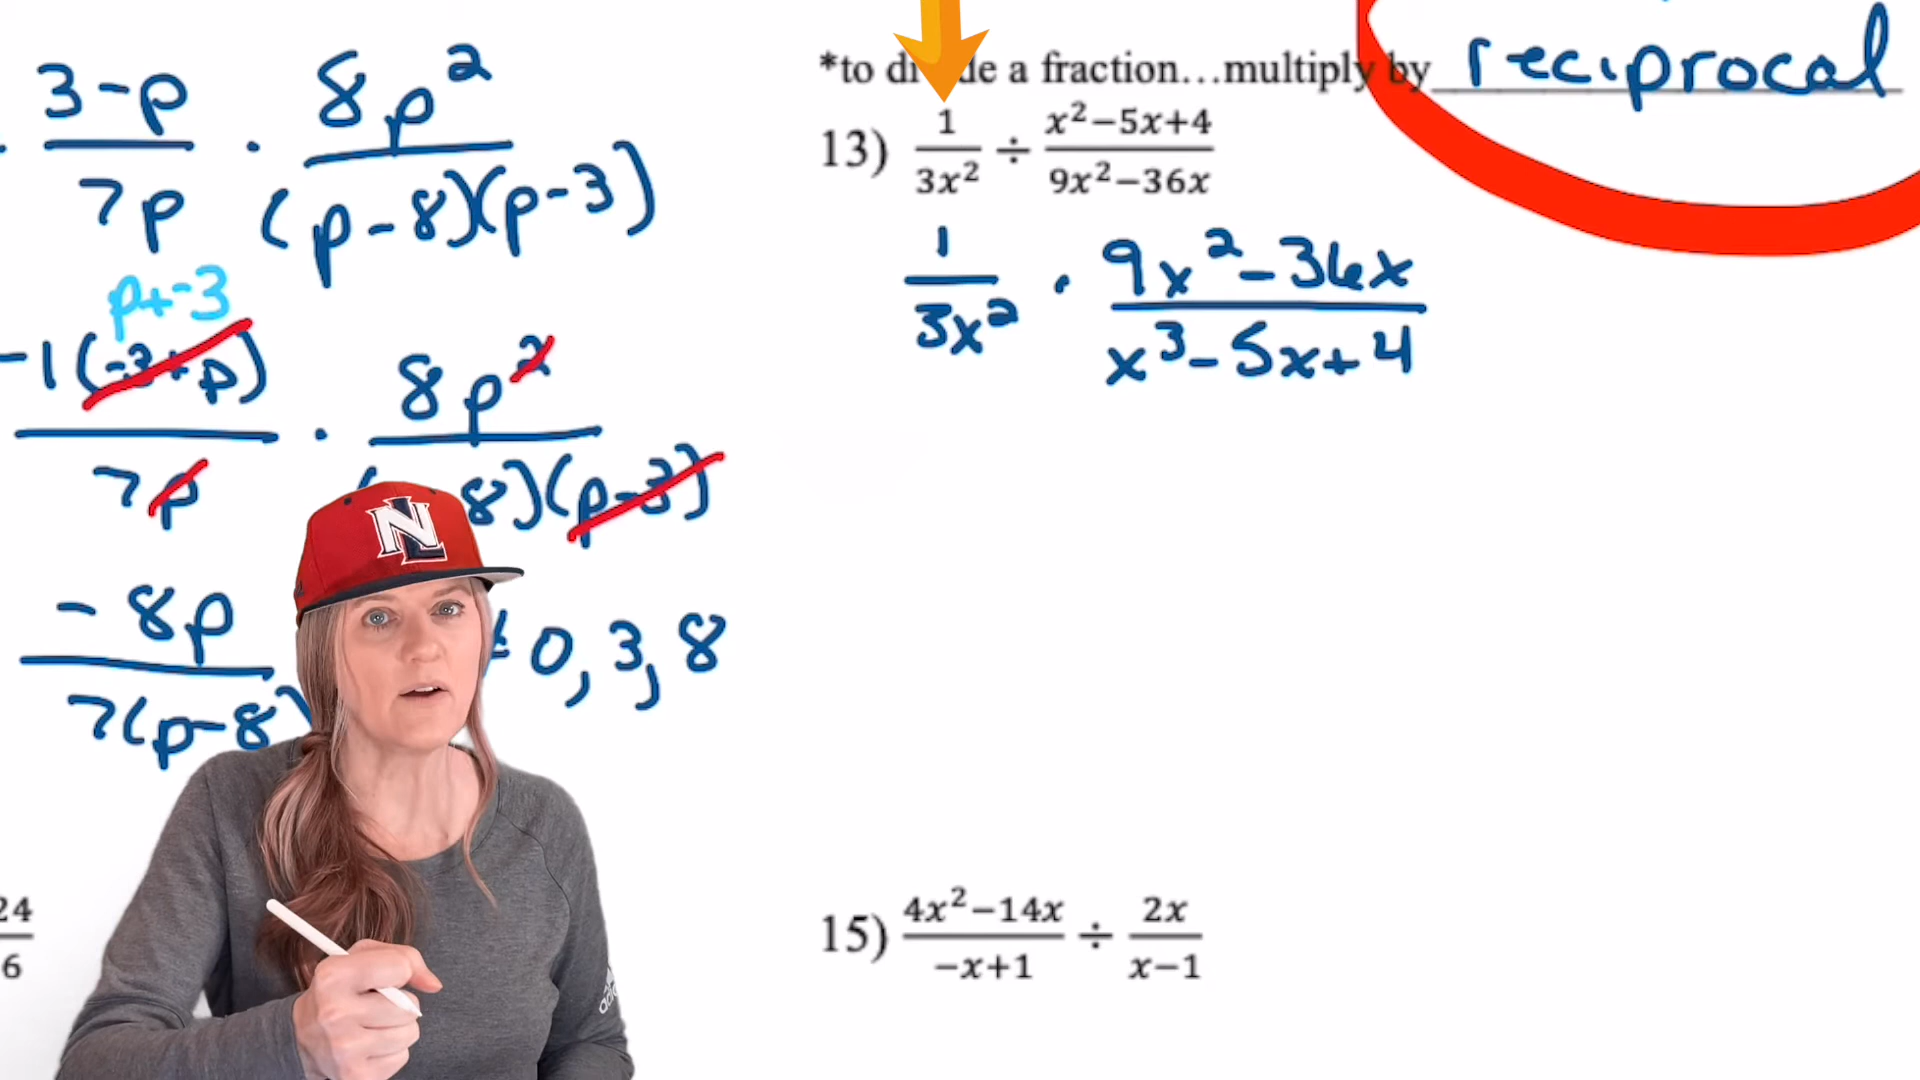 3-p / 7p · 8p² / (p-8)(p-3)
p+-3
-1(-3+p) / 7p · 8p² / 8)(p-3)
-8p / 7(p-8) ≠ 0, 3, 8
24
6
*to divide a fraction…multiply by reciprocal
13) 1/3x² ÷ x²−5x+4 / 9x²−36x
1/3x² · 9x²-36x / x³-5x+4
15) 4x²−14x / −x+1 ÷ 2x / x−1
NL